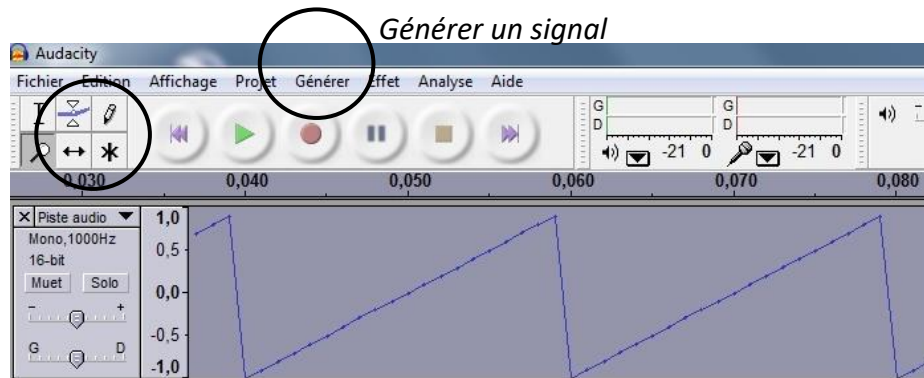 Générer un signal
Audacity
Fichier Edition Affichage Projet Générer Effet Analyse Aide
G
D
-21 0
G
D
-21 0
0,030 0,040 0,050 0,060 0,070 0,080
Piste audio
Mono,1000Hz
16-bit
Muet Solo
- +
G D
1,0
0,5
0,0
-0,5
-1,0